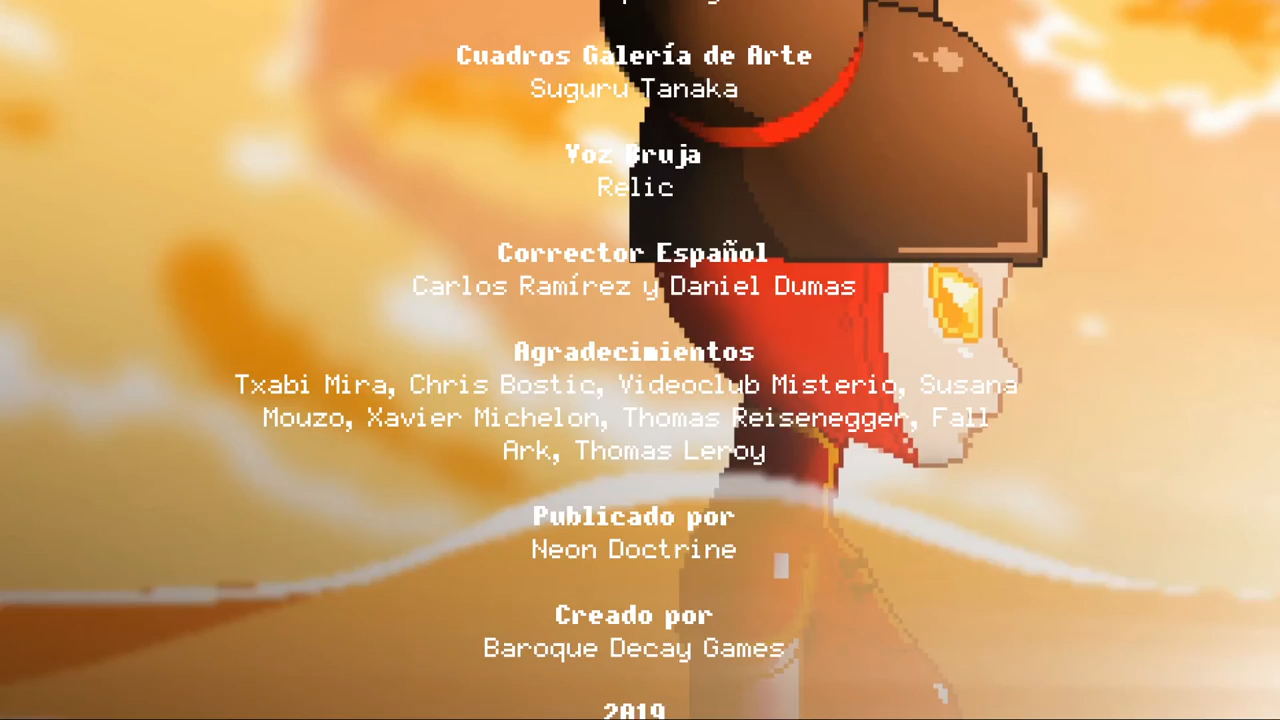 Cuadros Galería de Arte
Suguru Tanaka
Voz Bruja
Relic
Corrector Español
Carlos Ramírez y Daniel Dumas
Agradecimientos
Txabi Mira, Chris Bostic, Videoclub Misterio, Susana
Mouzo, Xavier Michelon, Thomas Reisenegger, Fall
Ark, Thomas Leroy
Publicado por
Neon Doctrine
Creado por
Baroque Decay Games
2019